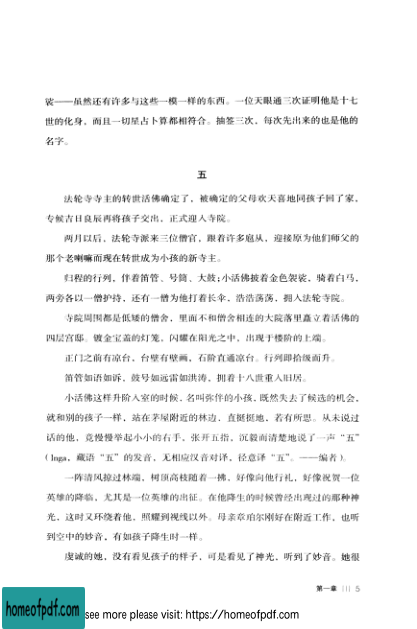 裟——虽然还有许多与这些一模一样的东西。一位天眼通三次证明他是十七
世的化身，而且一切星占卜算都相符合。抽签三次，每次先出来的也是他的
名字。
五
法轮寺寺主的转世活佛确定了，被确定的父母欢天喜地同孩子回了家，
专候吉日良辰再将孩子交出，正式迎入寺院。
两月以后，法轮寺派来三位僧官，跟着许多扈从，迎接原为他们师父的
那个老喇嘛而现在转世成为小孩的新寺主。
归程的行列，伴着笛管、号筒、大鼓；小活佛披着金色袈裟，骑着白马，
两旁各以一僧护持，还有一僧为他打着长伞，浩浩荡荡，拥入法轮寺院。
寺院周围都是低矮的僧舍，里面不和僧舍相连的大院落里矗立着活佛的
四层宫邸。镀金宝盖的灯笼，闪耀在阳光之中，出现于楼阶的上端。
正门之前有凉台，台壁有壁画，石阶直通凉台。行列即拾级而升。
笛管如语如诉，鼓号如远雷如洪涛，拥着十八世重入旧居。
小活佛这样升阶入室的时候，名叫弥伴的小孩，既然失去了候选的机会，
就和别的孩子一样，站在茅屋附近的林边，直挺挺地，若有所思。从未说过
话的他，竟慢慢举起小小的右手，张开五指，沉毅而清楚地说了一声“五”
（lnga，藏语“五”的发音，无相应汉音对译，径意译“五”。——编者）。
一阵清风掠过林端，树顶高枝随着一拂，好像向他行礼，好像祝贺一位
英雄的降临，尤其是一位英雄的出征。在他降生的时候曾经出现过的那种神
光，这时又环绕着他，照耀到视线以外。母亲章珀尔刚好在附近工作，也听
到空中的妙音，有如孩子降生时一样。
虔诚的她，没有看见孩子的样子，可是看见了神光，听到了妙音。她很
第一章 ||| 5
homeofpdf.com
see more please visit: https://homeofpdf.com